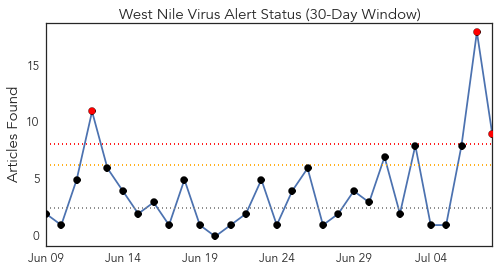 West Nile Virus Alert Status (30-Day Window)
Articles Found
15
10
5
0
Jun 09
Jun 14
Jun 19
Jun 24
Jun 29
Jul 04